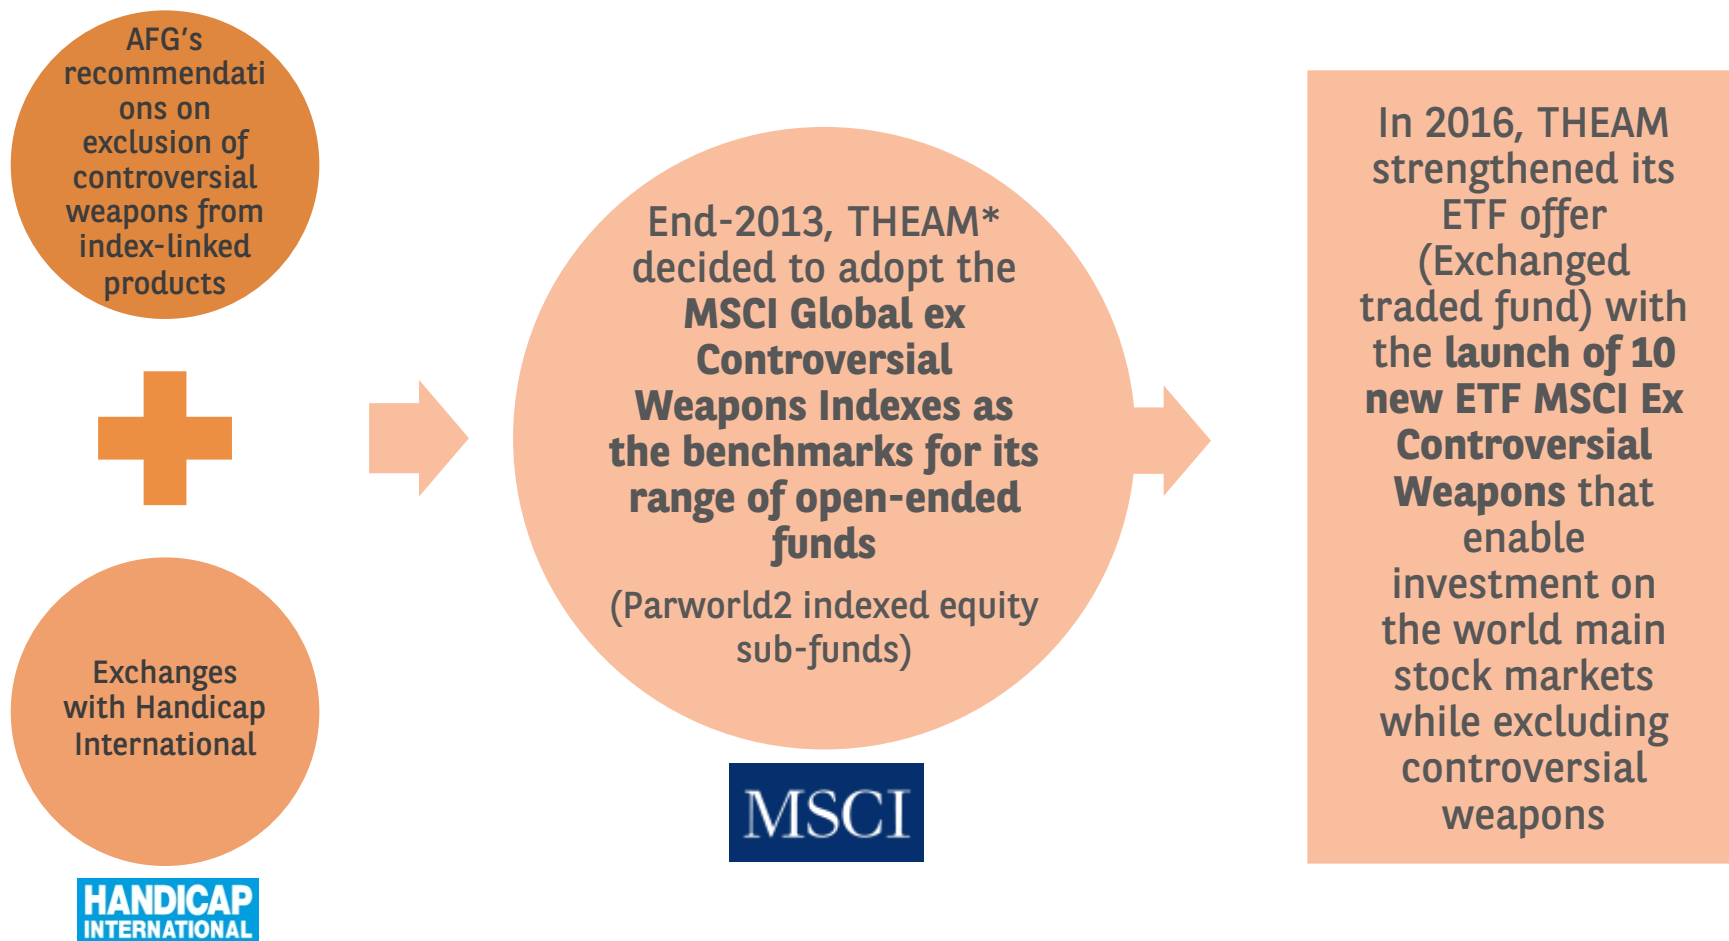 AFG's
recommendati
ons on
exclusion of
controversial
weapons from
index-linked
products
Exchanges
with Handicap
International
HANDICAP
INTERNATIONAL
End-2013, THEAM*
decided to adopt the
MSCI Global ex
Controversial
Weapons Indexes as
the benchmarks for its
range of open-ended
funds
(Parworld2 indexed equity
sub-funds)
MSCI
In 2016, THEAM
strengthened its
ETF offer
(Exchanged
traded fund) with
the launch of 10
new ETF MSCI Ex
Controversial
Weapons that
enable
investment on
the world main
stock markets
while excluding
controversial
weapons